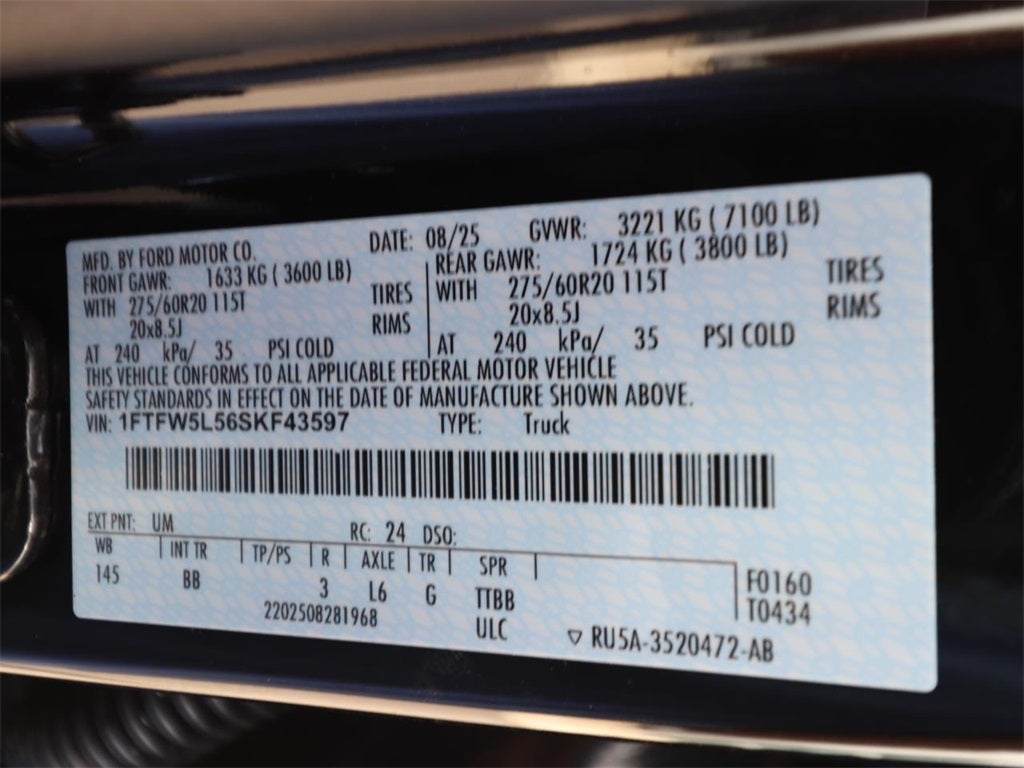 MFD. BY FORD MOTOR CO. DATE: 08/25 GVWR: 3221 KG ( 7100 LB)
FRONT GAWR: 1633 KG ( 3600 LB) REAR GAWR: 1724 KG ( 3800 LB)
WITH 275/60R20 115T TIRES WITH 275/60R20 115T TIRES
20x8.5J RIMS 20x8.5J RIMS
AT 240 kPa/ 35 PSI COLD AT 240 kPa/ 35 PSI COLD
THIS VEHICLE CONFORMS TO ALL APPLICABLE FEDERAL MOTOR VEHICLE
SAFETY STANDARDS IN EFFECT ON THE DATE OF MANUFACTURE SHOWN ABOVE.
VIN: 1FTFW5L56SKF43597 TYPE: Truck
EXT PNT: UM RC: 24 DSO:
WB INT TR TP/PS R AXLE TR SPR
145 BB 3 L6 G TTBB F0160
2202508281968 ULC T0434
▽ RU5A-3520472-AB